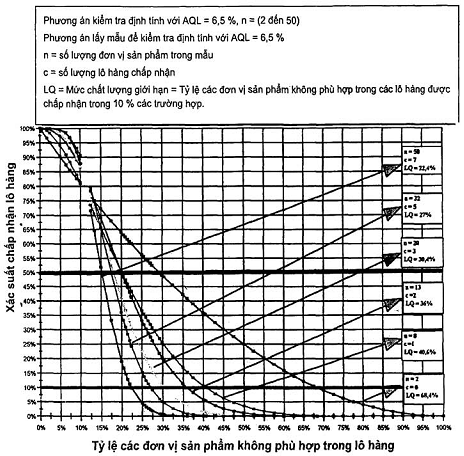 Phương án kiểm tra định tính với AQL = 6,5 %, n = (2 đến 50)
Phương án lấy mẫu để kiểm tra định tính với AQL = 6,5 %
n = số lượng đơn vị sản phẩm trong mẫu
c = số lượng lô hàng chấp nhận
LQ = Mức chất lượng giới hạn = Tỷ lệ các đơn vị sản phẩm không phù hợp trong các lô hàng được
chấp nhận trong 10 % các trường hợp.
Xác suất chấp nhận lô hàng
100%
95%
90%
85%
80%
75%
70%
65%
60%
55%
50%
45%
40%
35%
30%
25%
20%
15%
10%
5%
0%
n = 50
c = 7
LQ = 22,4%
n = 32
c = 5
LQ = 27%
n = 20
c = 3
LQ = 30,4%
n = 13
c =2
LQ = 36%
n = 8
c=1
LQ = 40,6%
n = 2
c = 0
LQ = 68,4%
0% 5% 10% 15% 20% 25% 30% 35% 40% 45% 50% 55% 60% 65% 70% 75% 80% 85% 90% 95% 100%
Tỷ lệ các đơn vị sản phẩm không phù hợp trong lô hàng